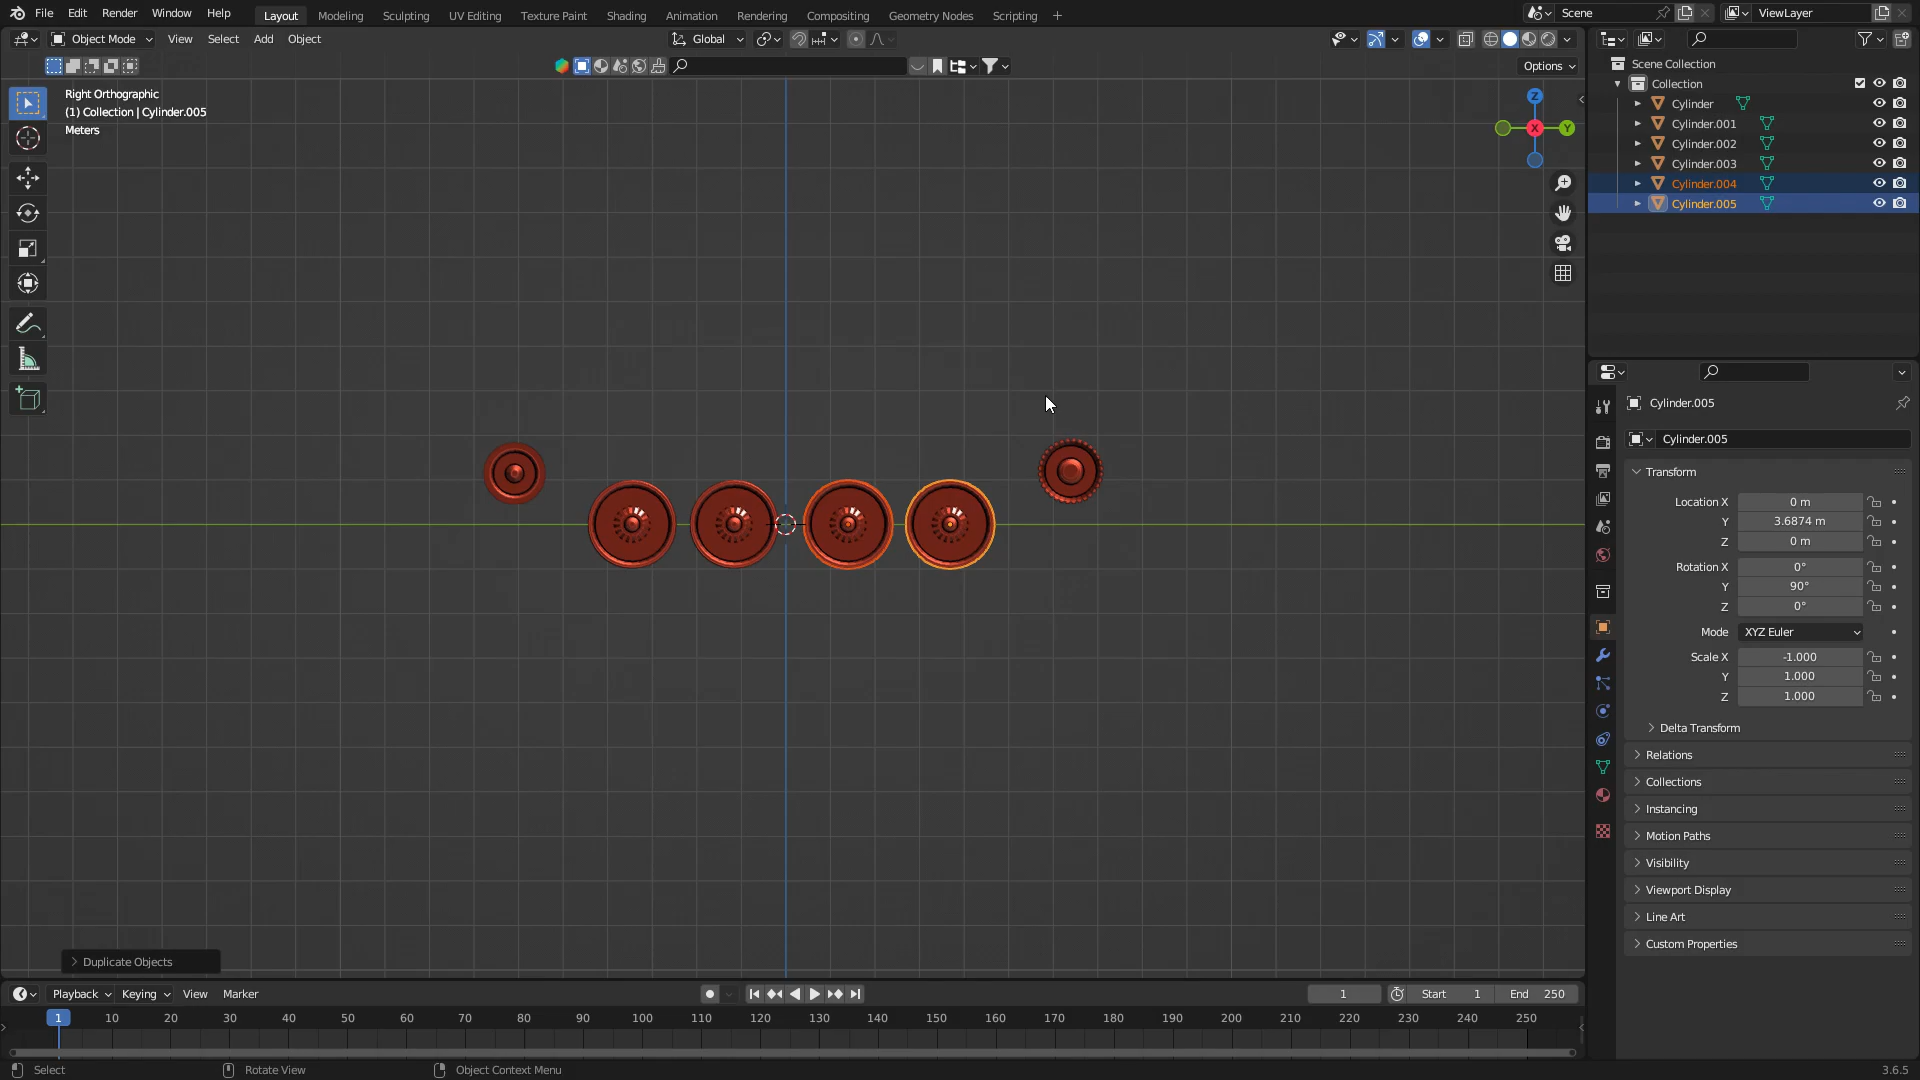 File Edit Render Window Help Layout Modeling Sculpting UV Editing Texture Paint Shading Animation Rendering Compositing Geometry Nodes Scripting + Scene ViewLayer
Object Mode View Select Add Object Global
Options
Right Orthographic
(1) Collection | Cylinder.005
Meters
Z
X
Y
Scene Collection
Collection
Cylinder
Cylinder.001
Cylinder.002
Cylinder.003
Cylinder.004
Cylinder.005
Cylinder.005
Cylinder.005
Transform
Location X 0 m
Y 3.6874 m
Z 0 m
Rotation X 0°
Y 90°
Z 0°
Mode XYZ Euler
Scale X -1.000
Y 1.000
Z 1.000
Delta Transform
Relations
Collections
Instancing
Motion Paths
Visibility
Viewport Display
Line Art
Custom Properties
Duplicate Objects
Playback Keying View Marker 1 Start 1 End 250
1 10 20 30 40 50 60 70 80 90 100 110 120 130 140 150 160 170 180 190 200 210 220 230 240 250
Select Rotate View Object Context Menu 3.6.5